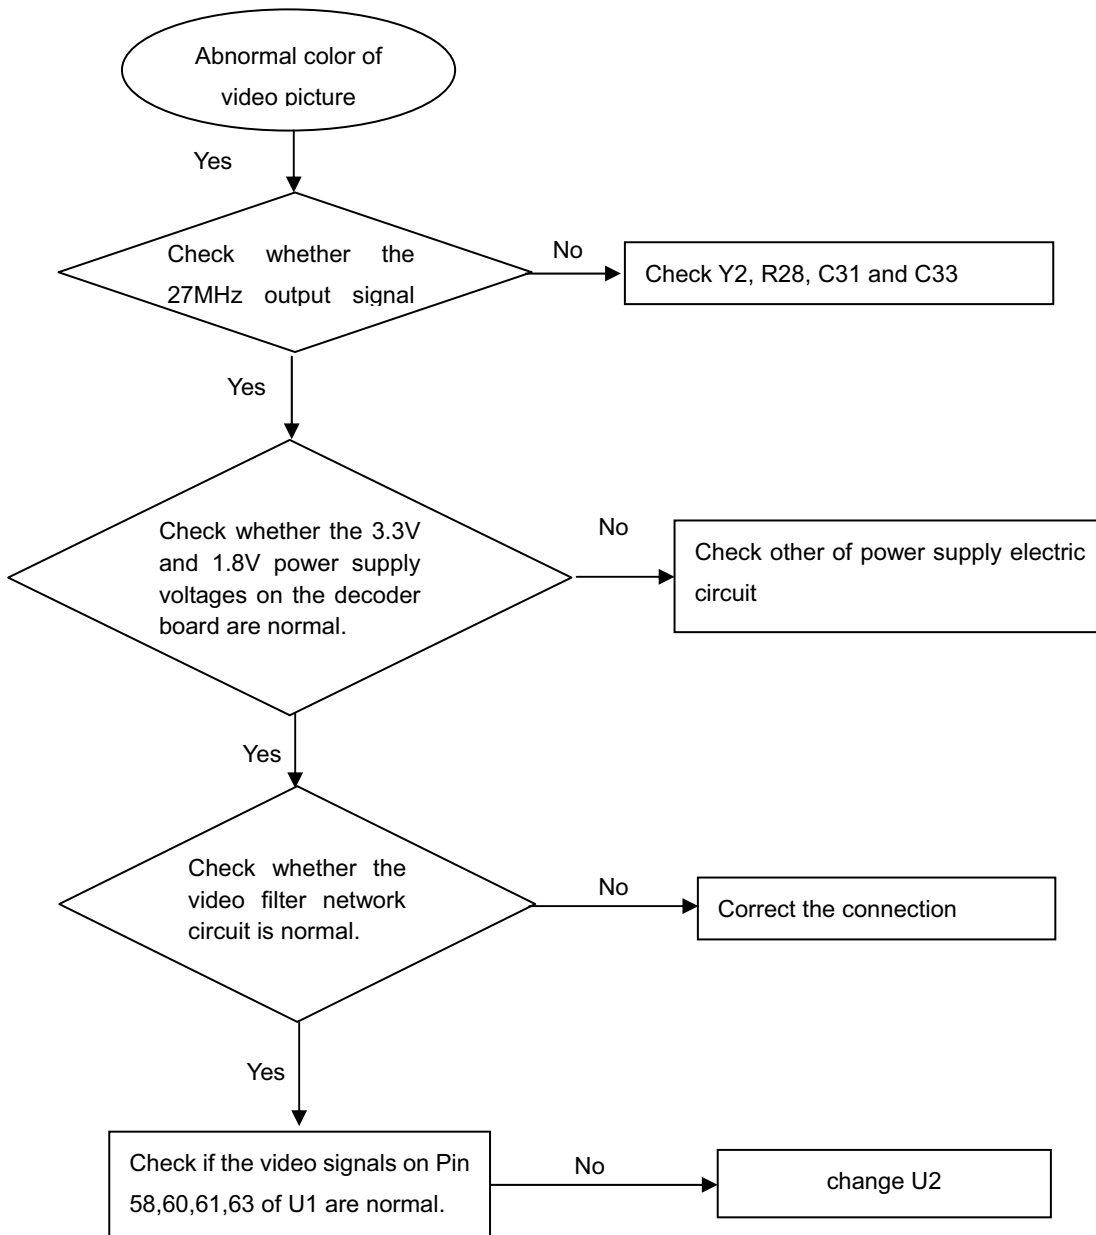 Abnormal color of
video picture
Yes
Check whether the
27MHz output signal
No
Check Y2, R28, C31 and C33
Yes
Check whether the 3.3V
and 1.8V power supply
voltages on the decoder
board are normal.
No
Check other of power supply electric
circuit
Yes
Check whether the
video filter network
circuit is normal.
No
Correct the connection
Yes
Check if the video signals on Pin
58,60,61,63 of U1 are normal.
No
change U2